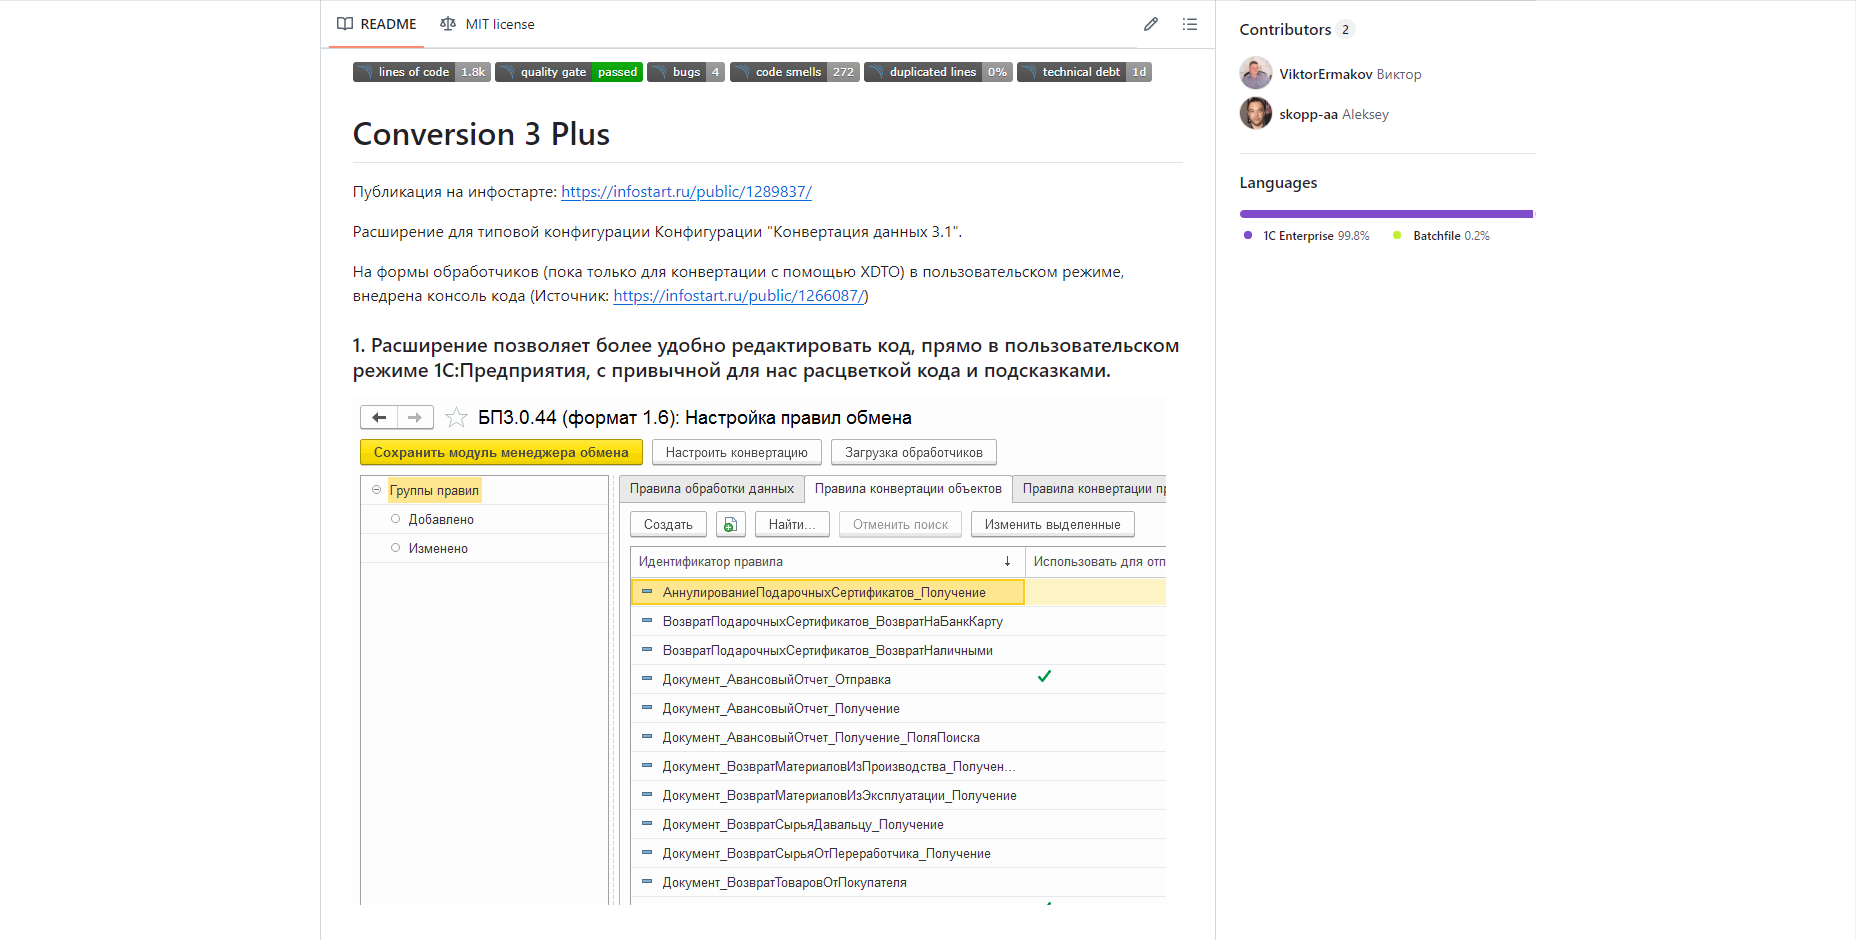 README MIT license
lines of code 1.8k quality gate passed bugs 4 code smells 272 duplicated lines 0% technical debt 1d
Conversion 3 Plus
Публикация на инфостарте: https://infostart.ru/public/1289837/
Расширение для типовой конфигурации Конфигурации "Конвертация данных 3.1".
На формы обработчиков (пока только для конвертации с помощью XDTO) в пользовательском режиме,
внедрена консоль кода (Источник: https://infostart.ru/public/1266087/)
1. Расширение позволяет более удобно редактировать код, прямо в пользовательском
режиме 1С:Предприятия, с привычной для нас расцветкой кода и подсказками.
БП3.0.44 (формат 1.6): Настройка правил обмена
Сохранить модуль менеджера обмена Настроить конвертацию Загрузка обработчиков
Группы правил
Добавлено
Изменено
Правила обработки данных Правила конвертации объектов Правила конвертации пр
Создать Найти... Отменить поиск Изменить выделенные
Идентификатор правила ↓ Использовать для отп
АннулированиеПодарочныхСертификатов_Получение
ВозвратПодарочныхСертификатов_ВозвратНаБанкКарту
ВозвратПодарочныхСертификатов_ВозвратНаличными
Документ_АвансовыйОтчет_Отправка
Документ_АвансовыйОтчет_Получение
Документ_АвансовыйОтчет_Получение_ПоляПоиска
Документ_ВозвратМатериаловИзПроизводства_Получен...
Документ_ВозвратМатериаловИзЭксплуатации_Получение
Документ_ВозвратСырьяДавальцу_Получение
Документ_ВозвратСырьяОтПереработчика_Получение
Документ_ВозвратТоваровОтПокупателя
Contributors 2
ViktorErmakov Виктор
skopp-aa Aleksey
Languages
1C Enterprise 99.8% Batchfile 0.2%